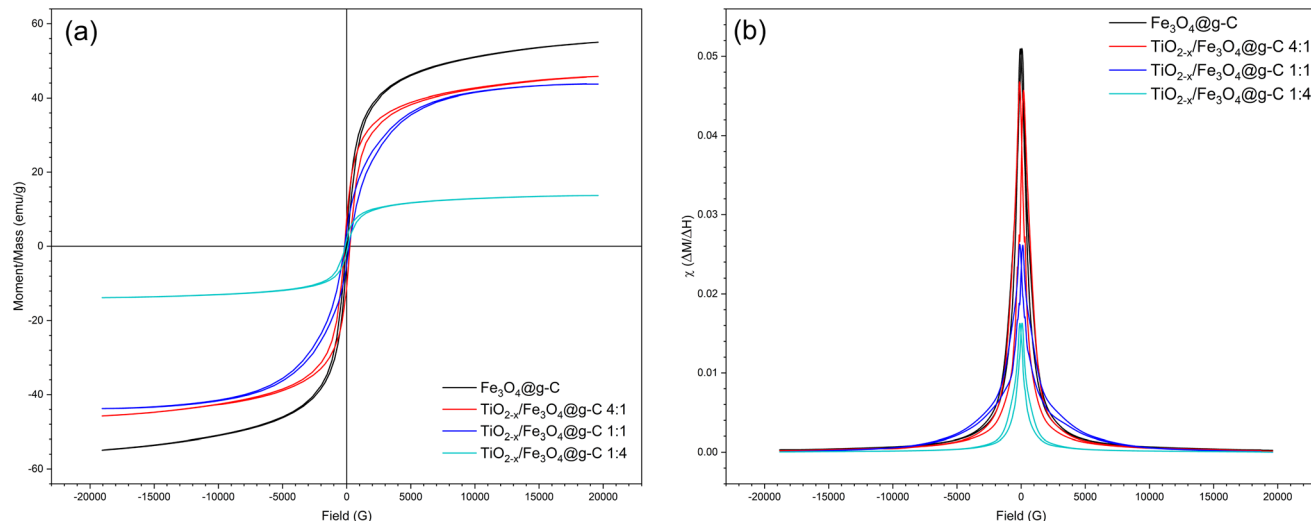 (a)
60
40
20
0
-20
-40
-60
Moment/Mass (emu/g)
Fe₃O₄@g-C
TiO₂₋ₓ/Fe₃O₄@g-C 4:1
TiO₂₋ₓ/Fe₃O₄@g-C 1:1
TiO₂₋ₓ/Fe₃O₄@g-C 1:4
-20000 -15000 -10000 -5000 0 5000 10000 15000 20000
Field (G)
(b)
Fe₃O₄@g-C
TiO₂₋ₓ/Fe₃O₄@g-C 4:1
TiO₂₋ₓ/Fe₃O₄@g-C 1:1
TiO₂₋ₓ/Fe₃O₄@g-C 1:4
0.05
0.04
0.03
0.02
0.01
0.00
χ (ΔM/ΔH)
-20000 -15000 -10000 -5000 0 5000 10000 15000 20000
Field (G)